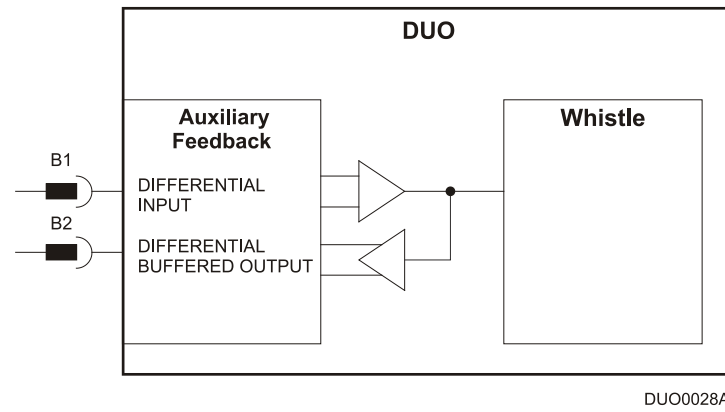 DUO
Auxiliary
Feedback
Whistle
B1
DIFFERENTIAL
INPUT
B2
DIFFERENTIAL
BUFFERED OUTPUT
DUO0028A